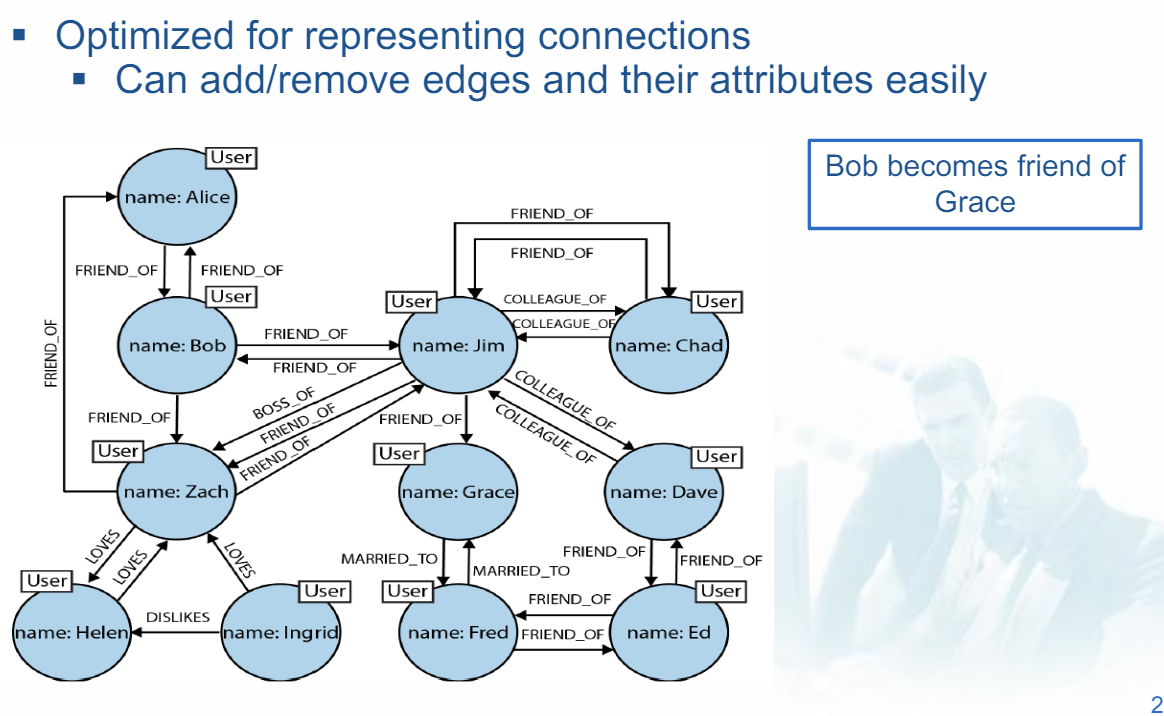 ▪ Optimized for representing connections
▪ Can add/remove edges and their attributes easily
Bob becomes friend of
Grace
User
name: Alice
FRIEND_OF
FRIEND_OF
FRIEND_OF
User
name: Bob
FRIEND_OF
FRIEND_OF
FRIEND_OF
FRIEND_OF
FRIEND_OF
User
name: Jim
COLLEAGUE_OF
COLLEAGUE_OF
User
name: Chad
BOSS_OF
FRIEND_OF
FRIEND_OF
FRIEND_OF
COLLEAGUE_OF
COLLEAGUE_OF
User
name: Zach
User
name: Grace
User
name: Dave
LOVES
LOVES
LOVES
MARRIED_TO
MARRIED_TO
FRIEND_OF
FRIEND_OF
User
name: Helen
DISLIKES
User
name: Ingrid
User
name: Fred
FRIEND_OF
FRIEND_OF
User
name: Ed
2